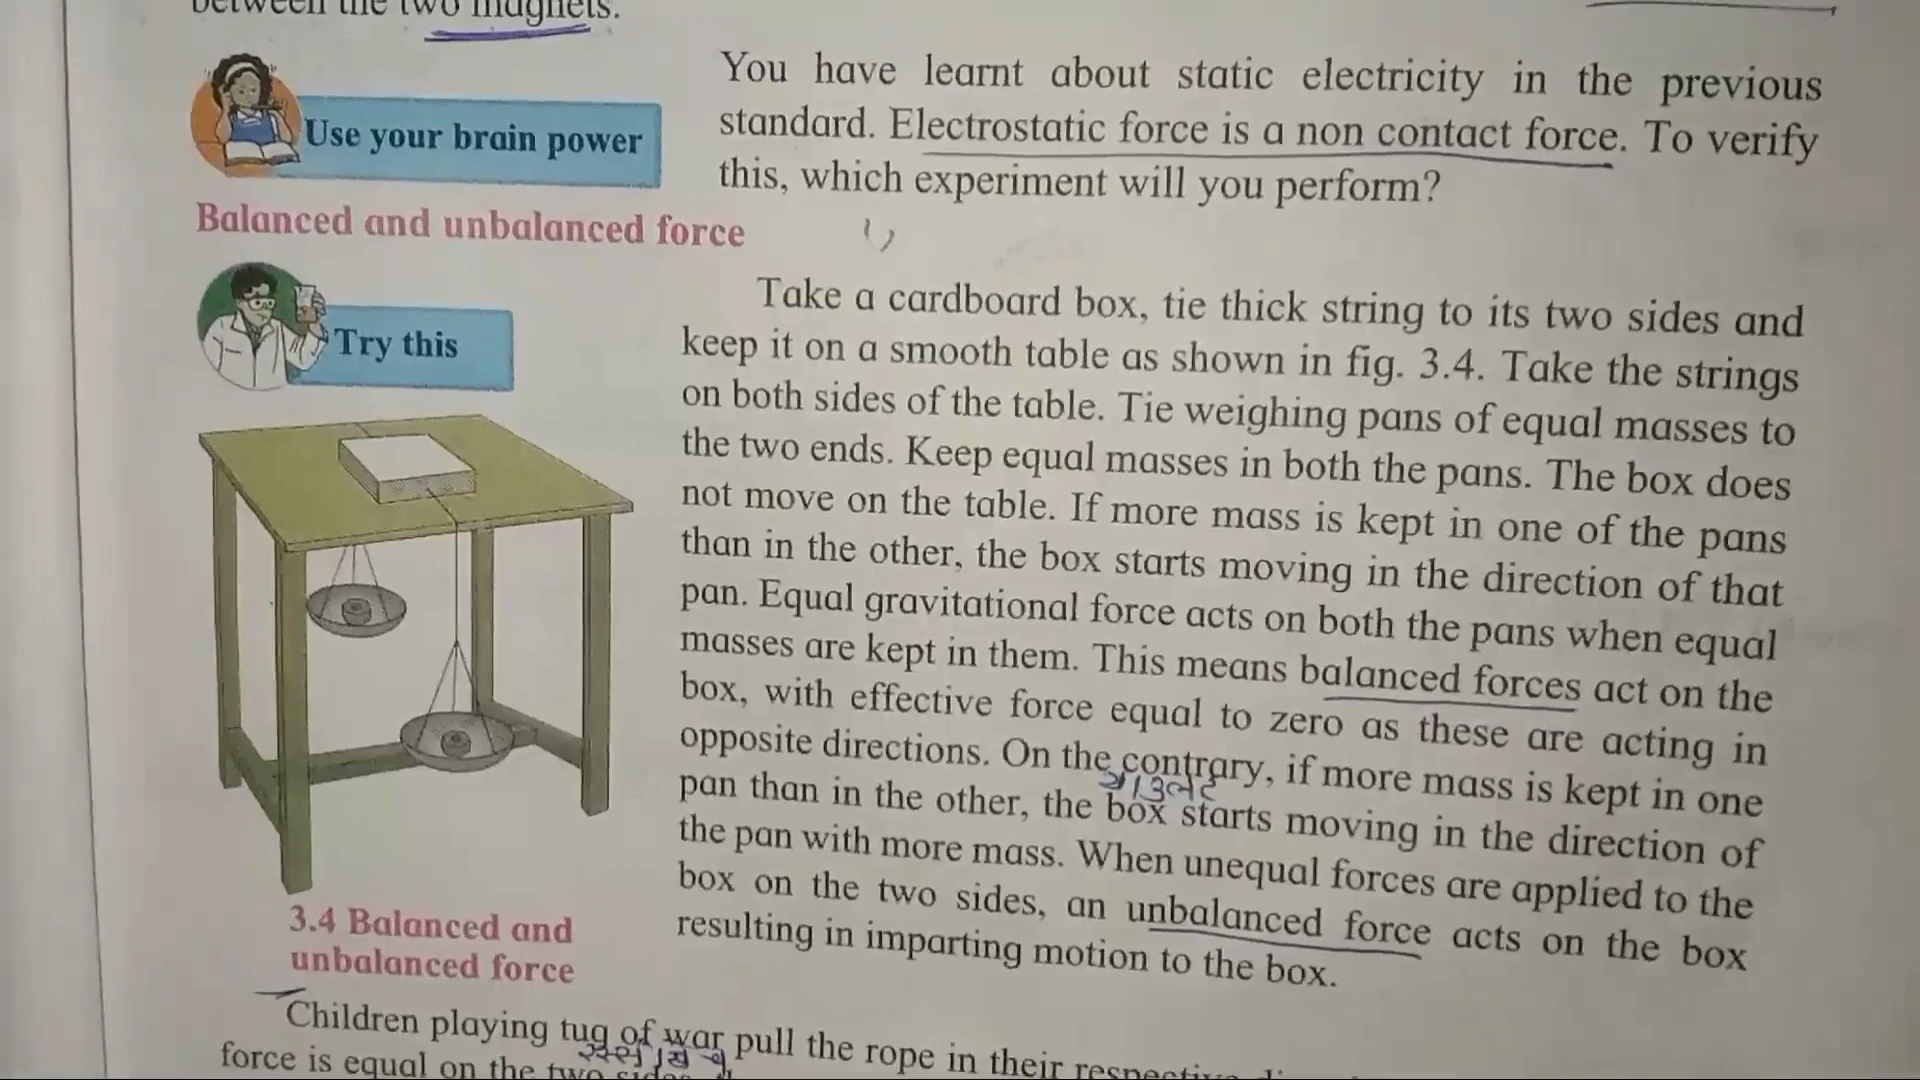 between the two magnets.
Use your brain power
You have learnt about static electricity in the previous
standard. Electrostatic force is a non contact force. To verify
this, which experiment will you perform?
Balanced and unbalanced force
Try this
Take a cardboard box, tie thick string to its two sides and
keep it on a smooth table as shown in fig. 3.4. Take the strings
on both sides of the table. Tie weighing pans of equal masses to
the two ends. Keep equal masses in both the pans. The box does
not move on the table. If more mass is kept in one of the pans
than in the other, the box starts moving in the direction of that
pan. Equal gravitational force acts on both the pans when equal
masses are kept in them. This means balanced forces act on the
box, with effective force equal to zero as these are acting in
opposite directions. On the contrary, if more mass is kept in one
pan than in the other, the box starts moving in the direction of
the pan with more mass. When unequal forces are applied to the
box on the two sides, an unbalanced force acts on the box
resulting in imparting motion to the box.
3.4 Balanced and
unbalanced force
Children playing tug of war pull the rope in their respective
force is equal on the two sides